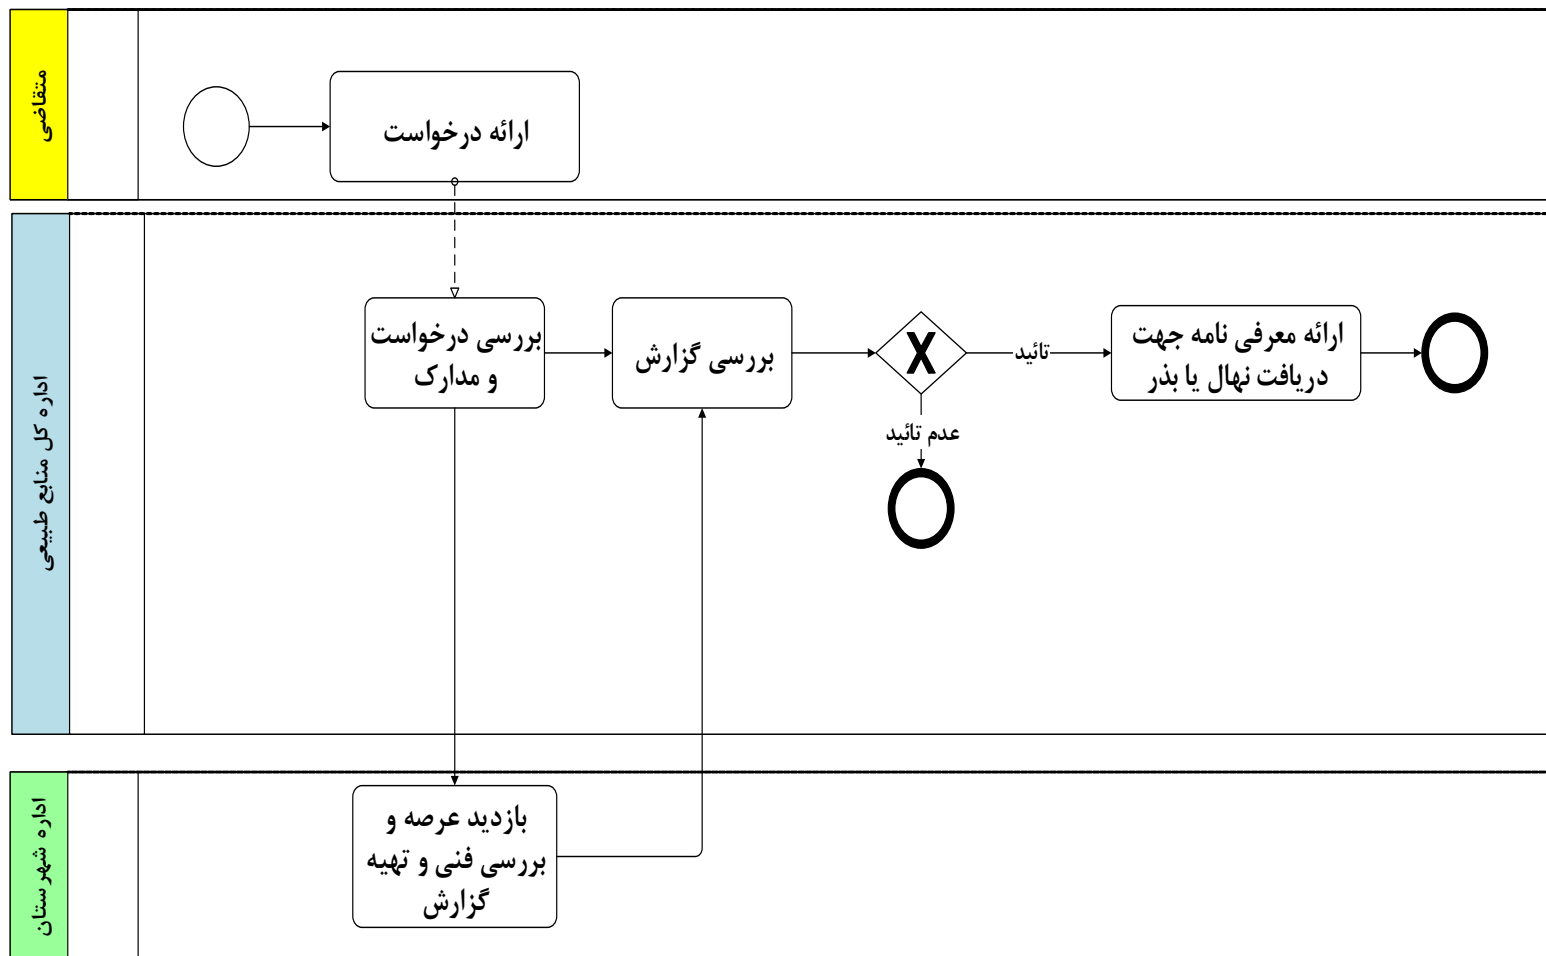 متقاضی
ارائه درخواست
اداره کل منابع طبیعی
بررسی درخواست
و مدارک
بررسی گزارش
X
تائید
عدم تائید
ارائه معرفی نامه جهت
دریافت نهال یا بذر
اداره شهرستان
بازدید عرصه و
بررسی فنی و تهیه
گزارش